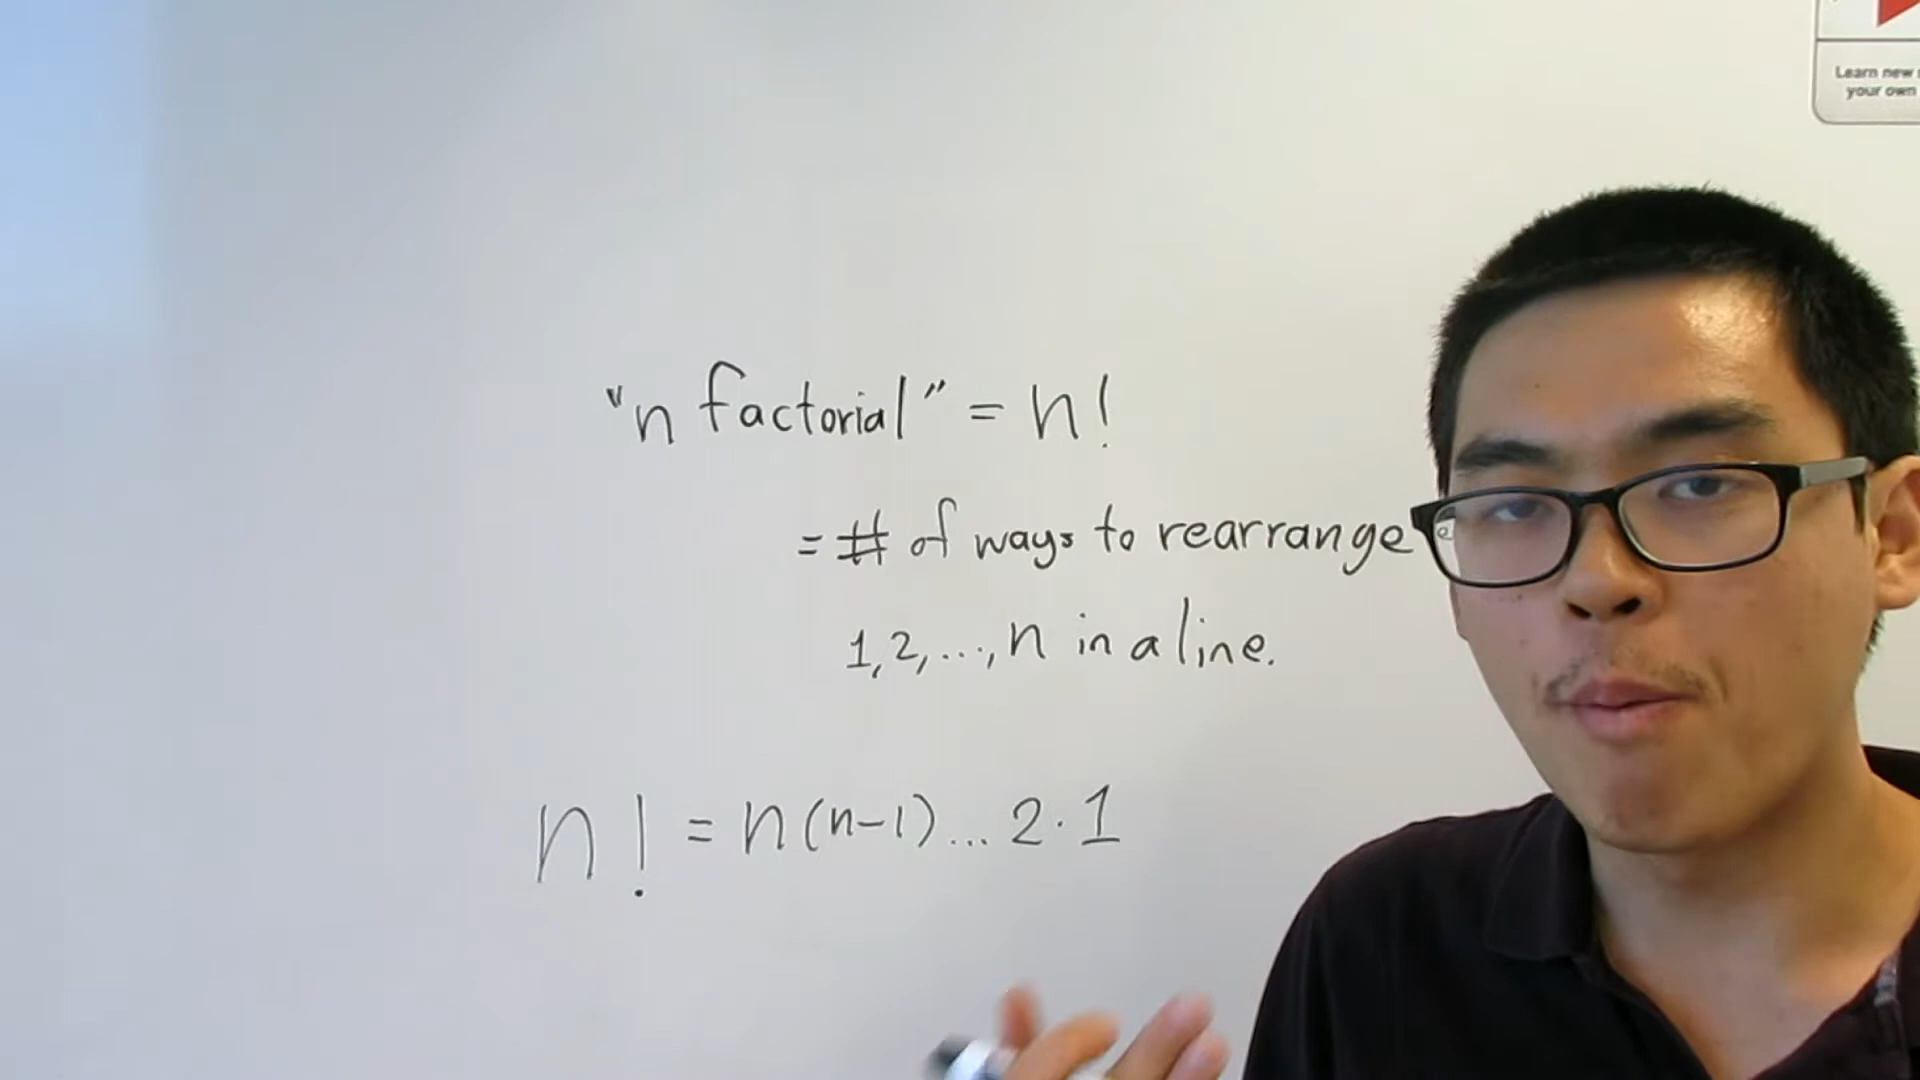 "n factorial" = n!
= # of ways to rearrange
1,2,...,n in a line.
n! = n(n-1)... 2·1
Learn new
your own